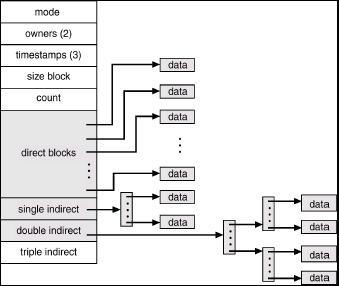 mode
owners (2)
timestamps (3)
size block
count
direct blocks
single indirect
double indirect
triple indirect
data
data
data
data
data
data
data
data
data
data